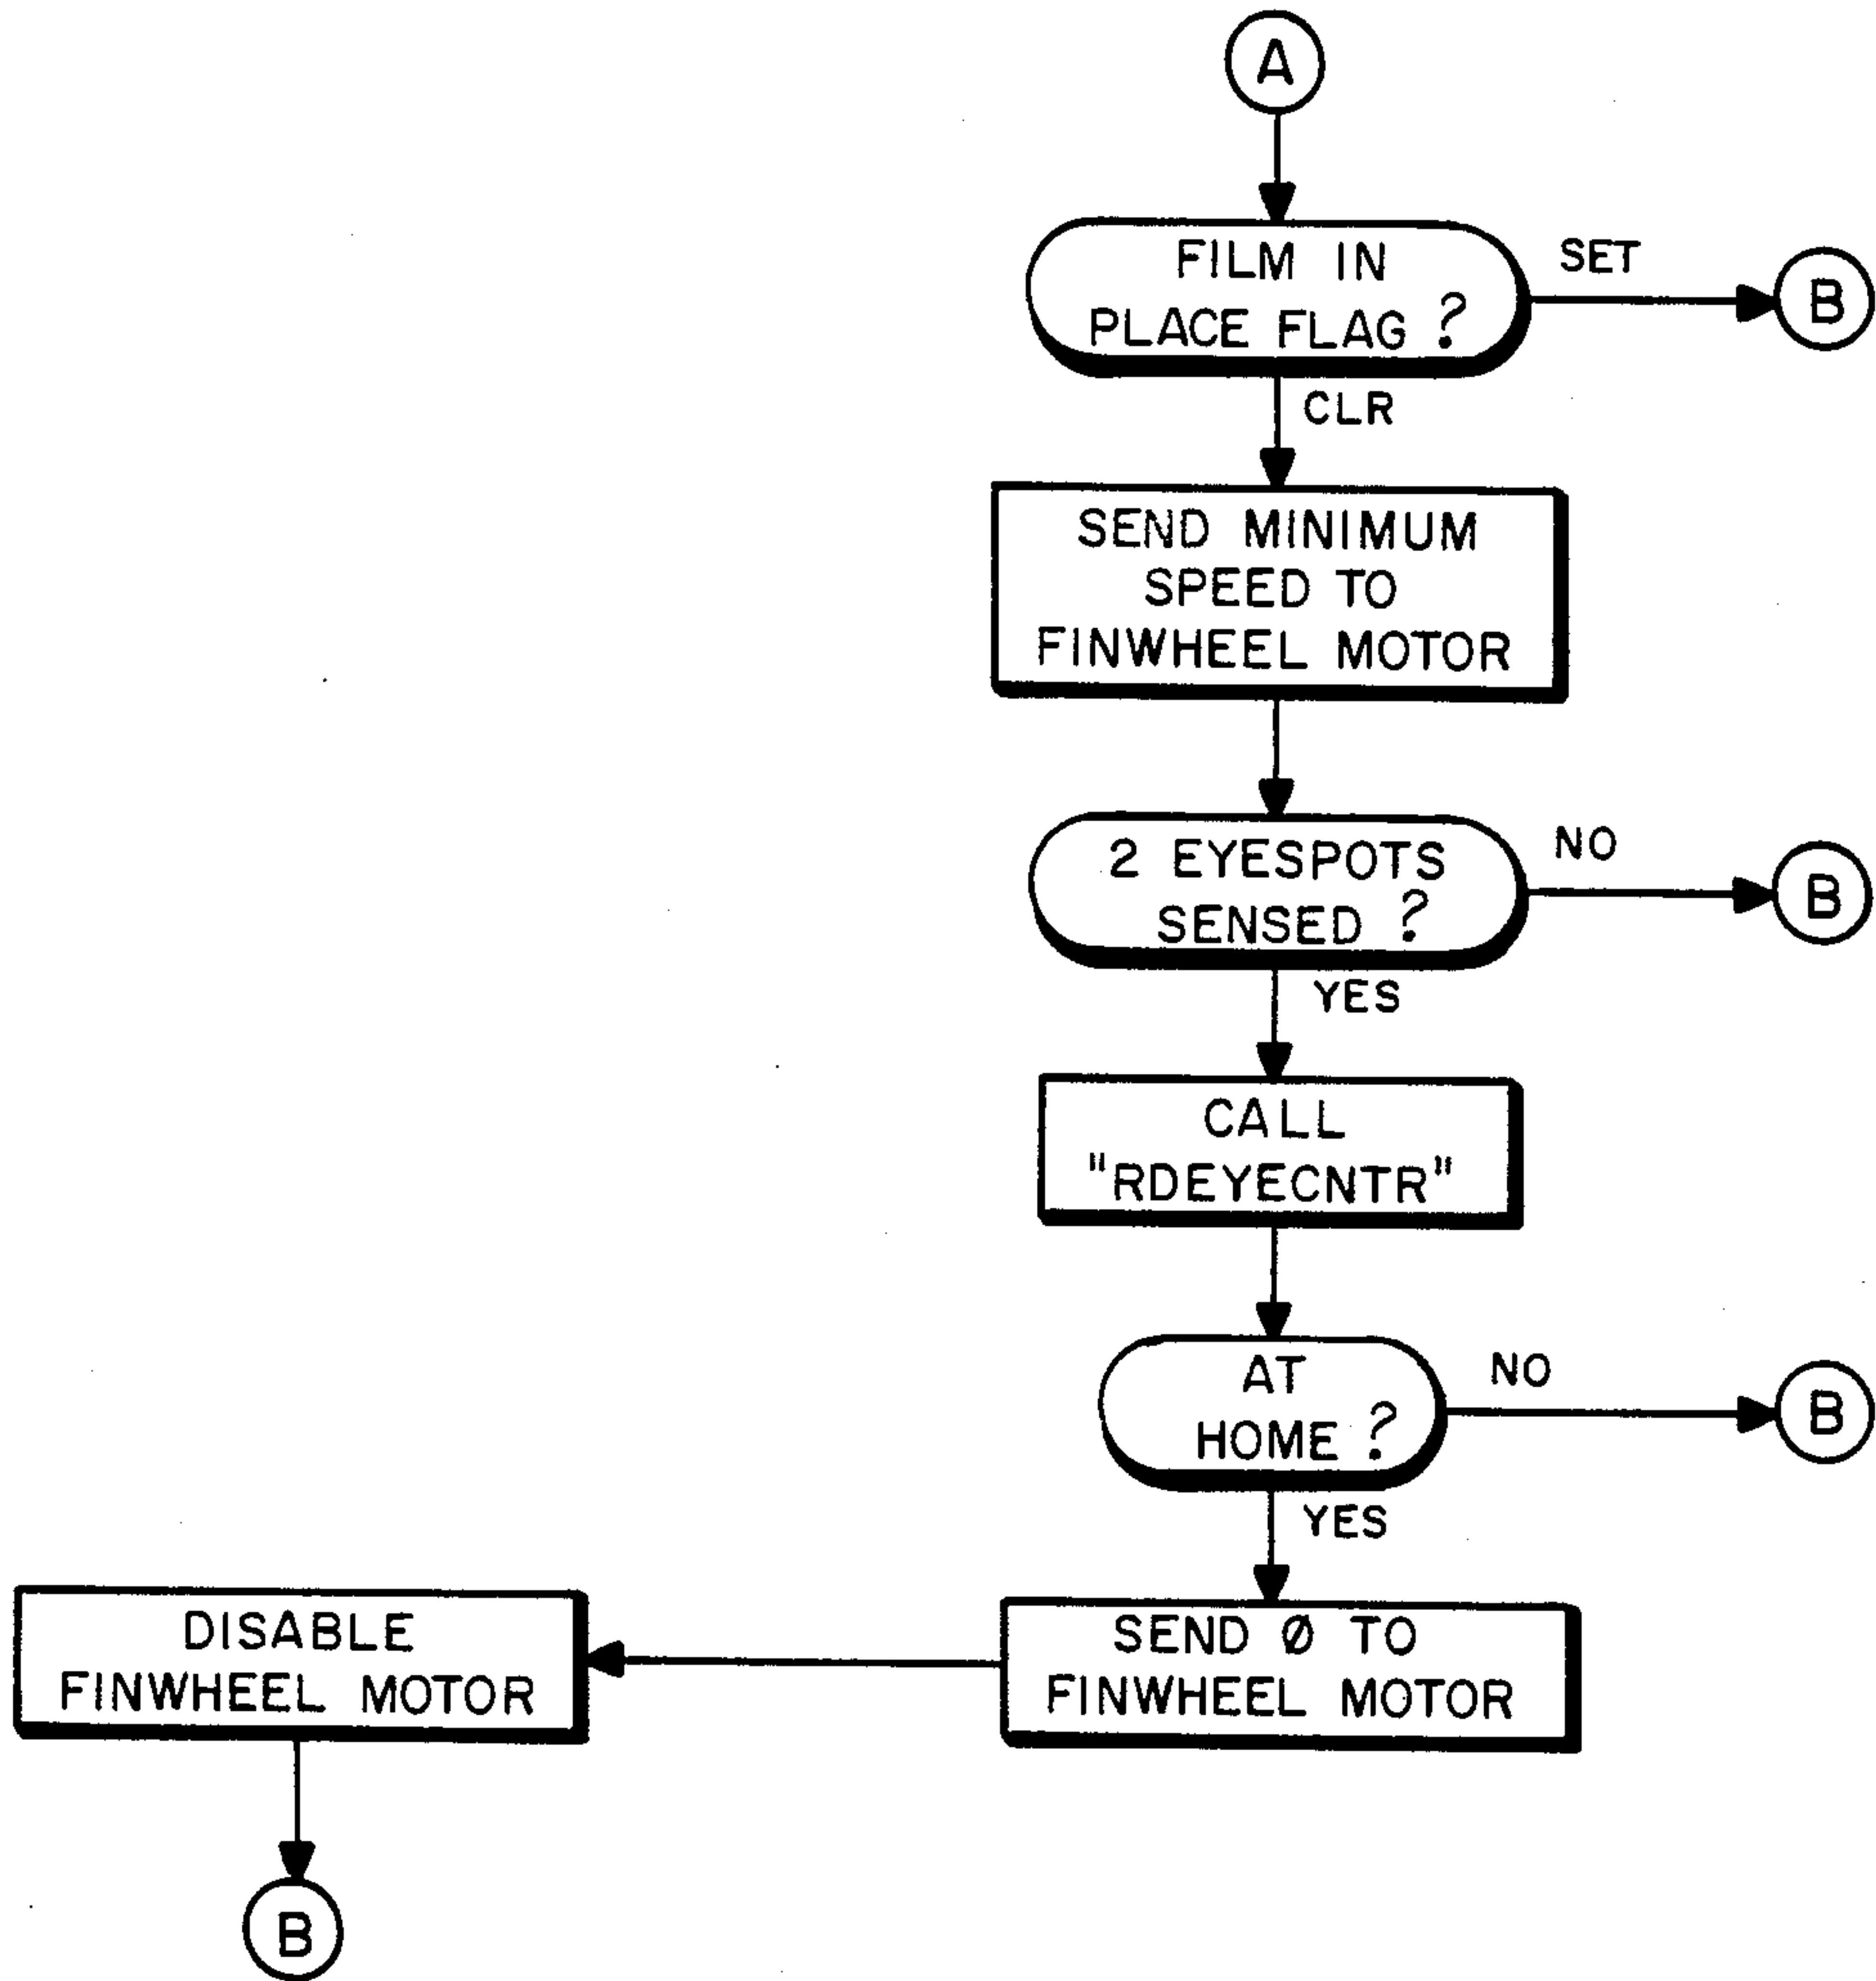 A
FILM IN
PLACE FLAG ?
SET
B
CLR
SEND MINIMUM
SPEED TO
FINWHEEL MOTOR
2 EYESPOTS
SENSED ?
NO
B
YES
CALL
"RDEYECNTR"
AT
HOME ?
NO
B
YES
SEND Ø TO
FINWHEEL MOTOR
DISABLE
FINWHEEL MOTOR
B